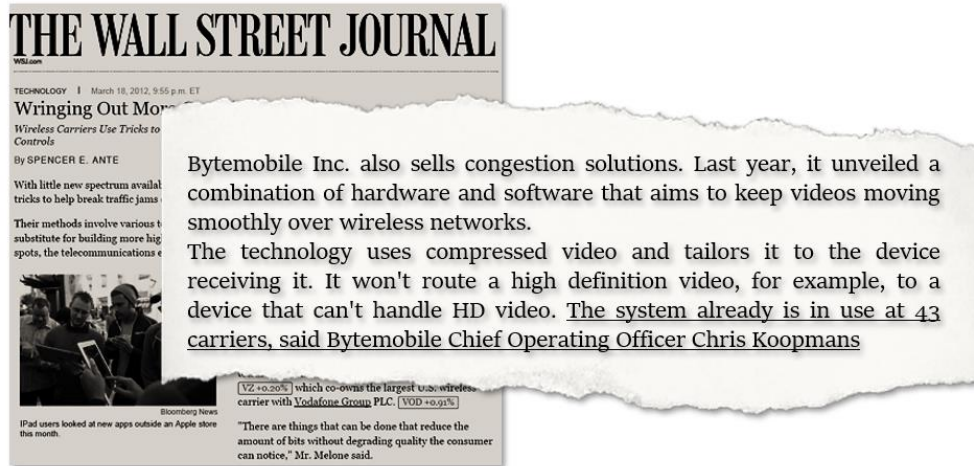 THE WALL STREET JOURNAL
WSJ.com
TECHNOLOGY | March 18, 2012, 9:55 p.m. ET
Wringing Out More
Wireless Carriers Use Tricks to
Controls
By SPENCER E. ANTE
With little new spectrum
tricks to help break traffic jams
Their methods involve various
substitute for building more
spots, the telecommunications
Bytemobile Inc. also sells congestion solutions. Last year, it unveiled a
combination of hardware and software that aims to keep videos moving
smoothly over wireless networks.
The technology uses compressed video and tailors it to the device
receiving it. It won't route a high definition video, for example, to a
device that can't handle HD video. The system already is in use at 43
carriers, said Bytemobile Chief Operating Officer Chris Koopmans
Bloomberg News
IPad users looked at new apps outside an Apple store
this month.
VZ +0.20% which co-owns the largest U.S. wireless
carrier with Vodafone Group PLC. VOD +0.91%
"There are things that can be done that reduce the
amount of bits without degrading quality the consumer
can notice," Mr. Melone said.